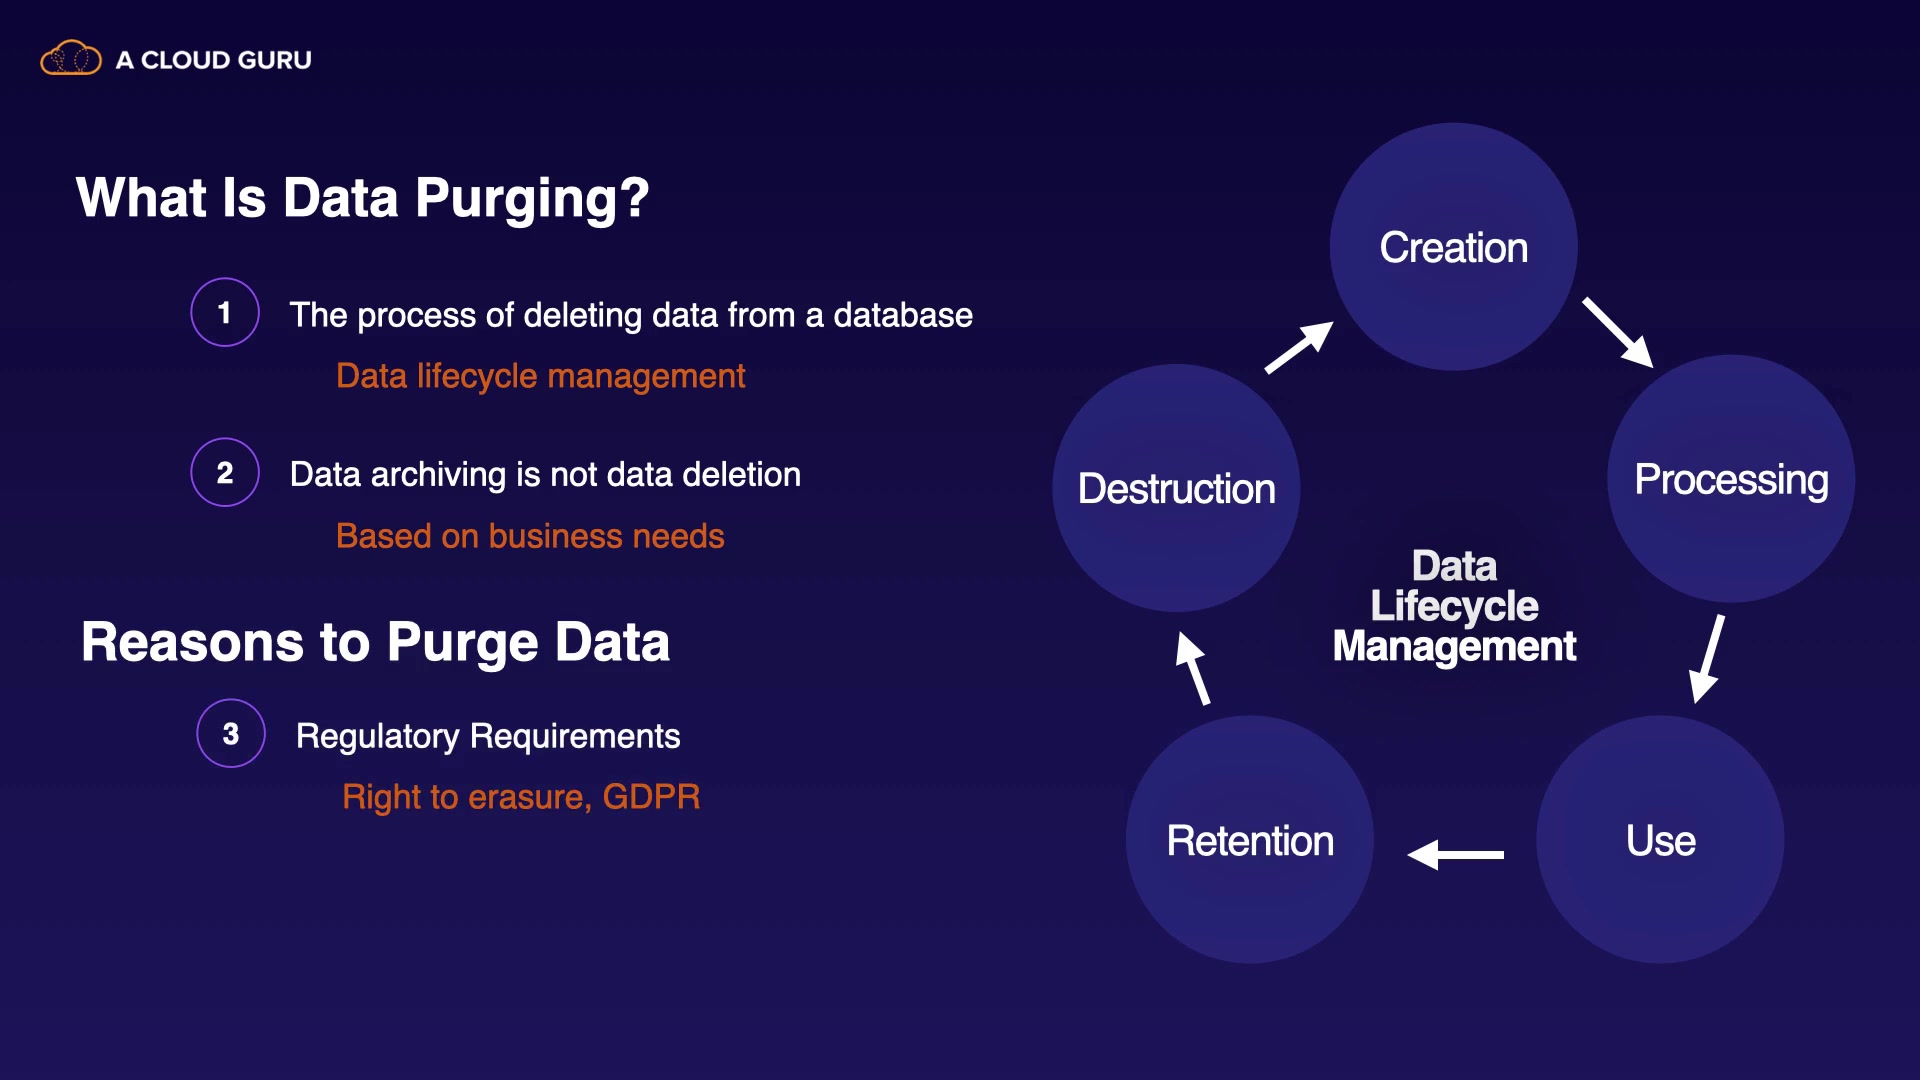 A CLOUD GURU
What Is Data Purging?
1
The process of deleting data from a database
Data lifecycle management
2
Data archiving is not data deletion
Based on business needs
Reasons to Purge Data
3
Regulatory Requirements
Right to erasure, GDPR
Creation
Processing
Use
Retention
Destruction
Data
Lifecycle
Management